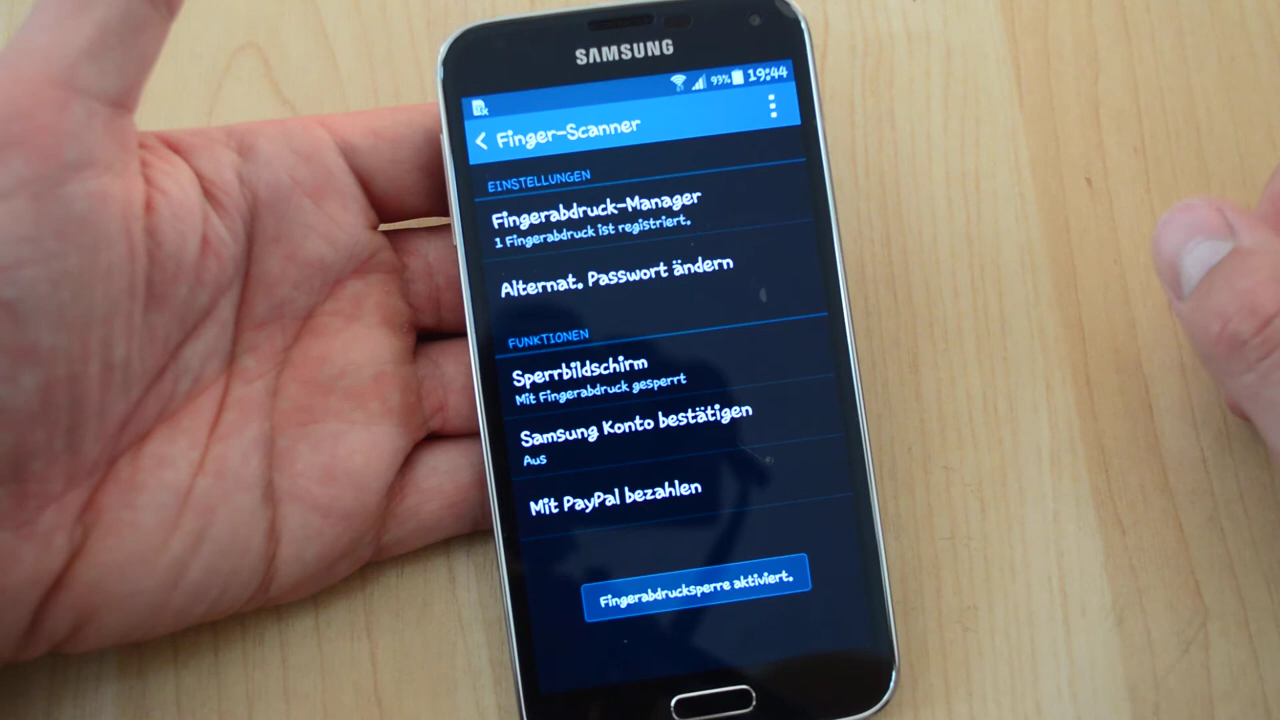 SAMSUNG
93% 19:44
Finger-Scanner
EINSTELLUNGEN
Fingerabdruck-Manager
1 Fingerabdruck ist registriert.
Alternat. Passwort ändern
FUNKTIONEN
Sperrbildschirm
Mit Fingerabdruck gesperrt
Samsung Konto bestätigen
Aus
Mit PayPal bezahlen
Fingerabdrucksperre aktiviert.